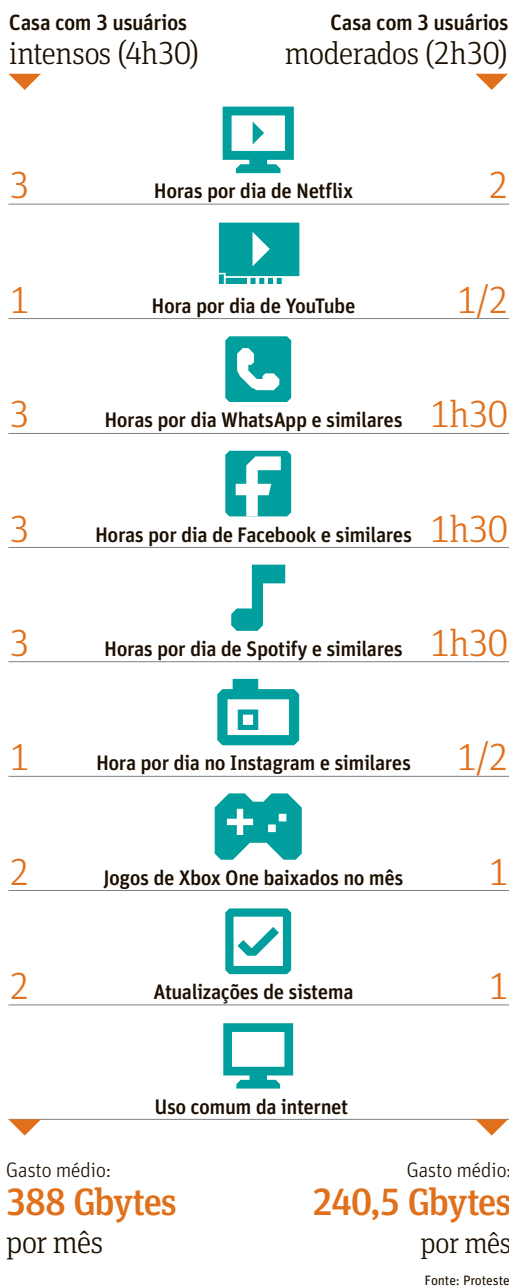 Casa com 3 usuários
intensos (4h30)
Casa com 3 usuários
moderados (2h30)
3 Horas por dia de Netflix 2
1 Hora por dia de YouTube 1/2
3 Horas por dia WhatsApp e similares 1h30
3 Horas por dia de Facebook e similares 1h30
3 Horas por dia de Spotify e similares 1h30
1 Hora por dia no Instagram e similares 1/2
2 Jogos de Xbox One baixados no mês 1
2 Atualizações de sistema 1
Uso comum da internet
Gasto médio:
388 Gbytes
por mês
Gasto médio:
240,5 Gbytes
por mês
Fonte: Proteste